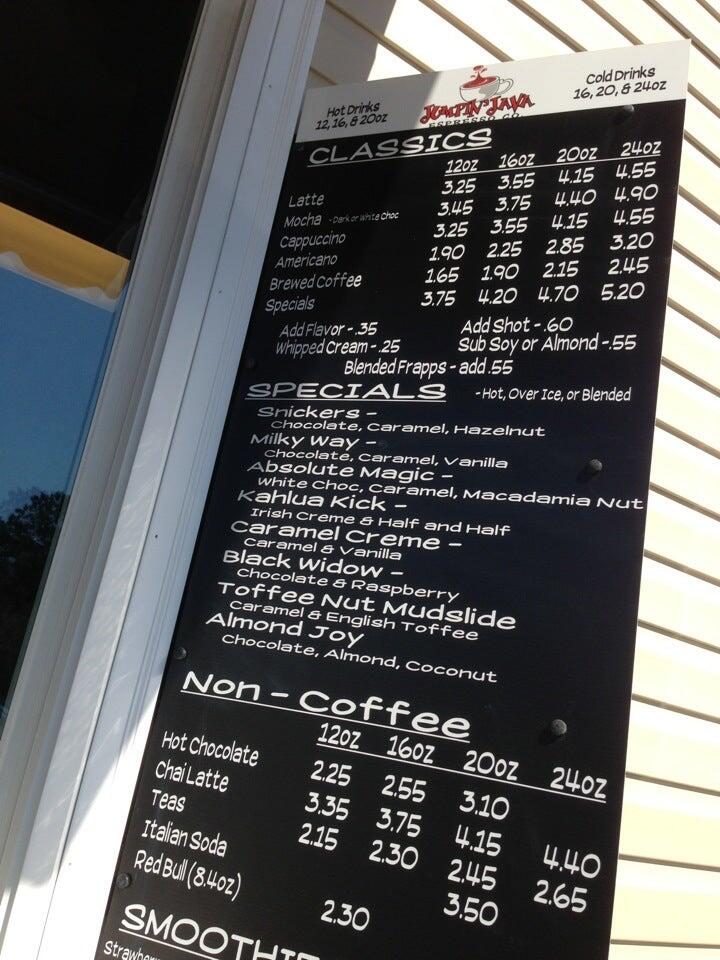 Hot Drinks
12, 16, & 20oz
JUMPIN' JAVA
ESPRESSO CO.
Cold Drinks
16, 20, & 24oz
CLASSICS
12oz 16oz 20oz 24oz
Latte 3.25 3.55 4.15 4.55
Mocha - Dark or White Choc 3.45 3.75 4.40 4.90
Cappuccino 3.25 3.55 4.15 4.55
Americano 1.90 2.25 2.85 3.20
Brewed Coffee 1.65 1.90 2.15 2.45
Specials 3.75 4.20 4.70 5.20
Add Flavor - .35 Add Shot - .60
Whipped Cream - .25 Sub Soy or Almond - .55
Blended Frapps - add .55
SPECIALS - Hot, Over Ice, or Blended
Snickers -
Chocolate, Caramel, Hazelnut
Milky Way -
Chocolate, Caramel, Vanilla
Absolute Magic -
White Choc, Caramel, Macadamia Nut
Kahlua Kick -
Irish Creme & Half and Half
Caramel Creme -
Caramel & Vanilla
Black Widow -
Chocolate & Raspberry
Toffee Nut Mudslide
Caramel & English Toffee
Almond Joy
Chocolate, Almond, Coconut
Non - Coffee
12oz 16oz 20oz 24oz
Hot Chocolate 2.25 2.55 3.10
Chai Latte 3.35 3.75 4.15 4.40
Teas 2.15 2.30 2.45 2.65
Italian Soda 3.50
Red Bull (8.4oz) 2.30